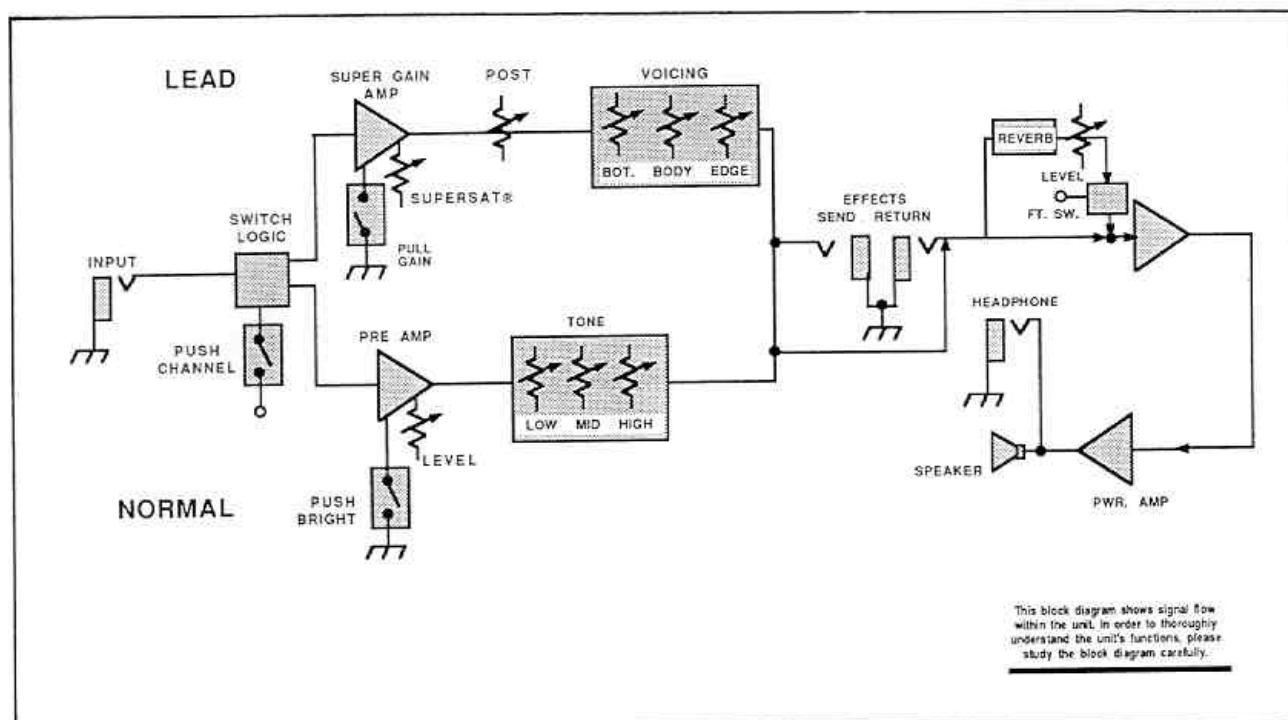 LEAD
SUPER GAIN
AMP
POST
VOICING
BOT. BODY EDGE
SUPERSAT®
PULL
GAIN
SWITCH
LOGIC
INPUT
PUSH
CHANNEL
PRE AMP
TONE
LOW MID HIGH
LEVEL
PUSH
BRIGHT
NORMAL
EFFECTS
SEND RETURN
REVERB
LEVEL
FT. SW.
HEADPHONE
SPEAKER
PWR. AMP
This block diagram shows signal flow
within the unit. In order to thoroughly
understand the unit's functions, please
study the block diagram carefully.